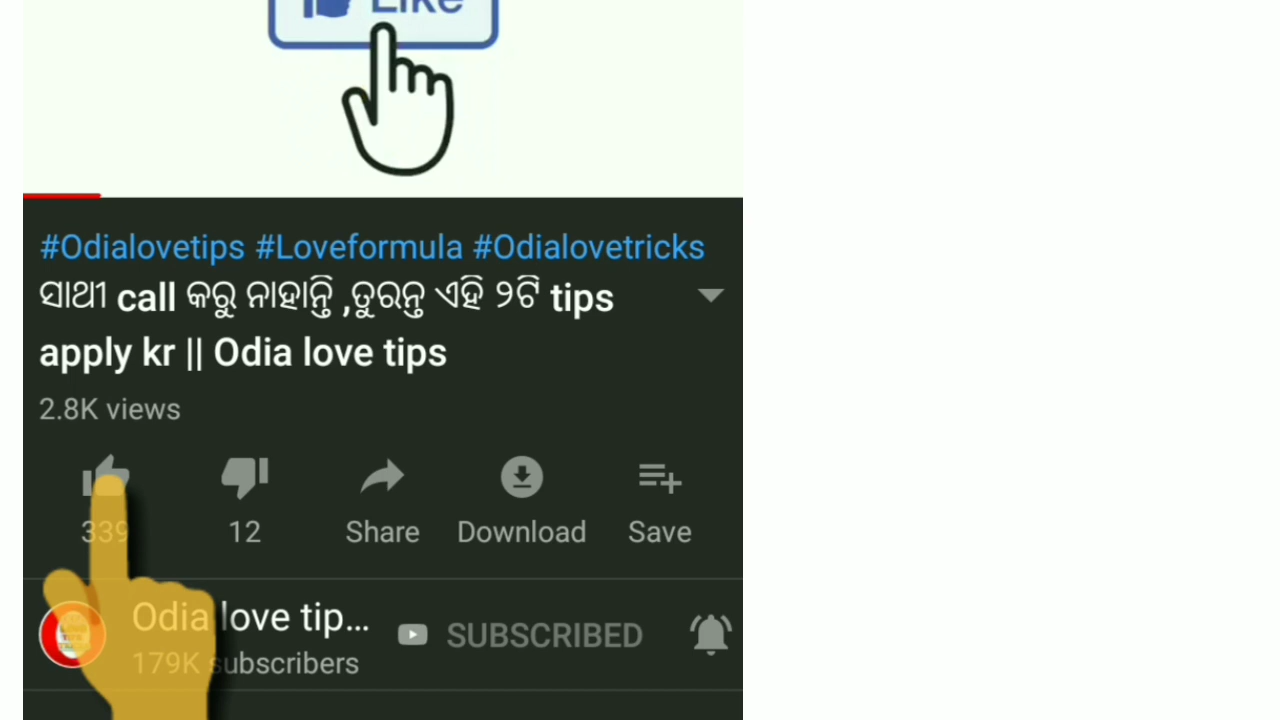 Like
#Odialovetips #Loveformula #Odialovetricks
ସାଥୀ call କରୁ ନାହାନ୍ତି ,ତୁରନ୍ତ ଏହି ୨ଟି tips
apply kr || Odia love tips
2.8K views
339 12 Share Download Save
Odia love tip...
SUBSCRIBED
179K subscribers